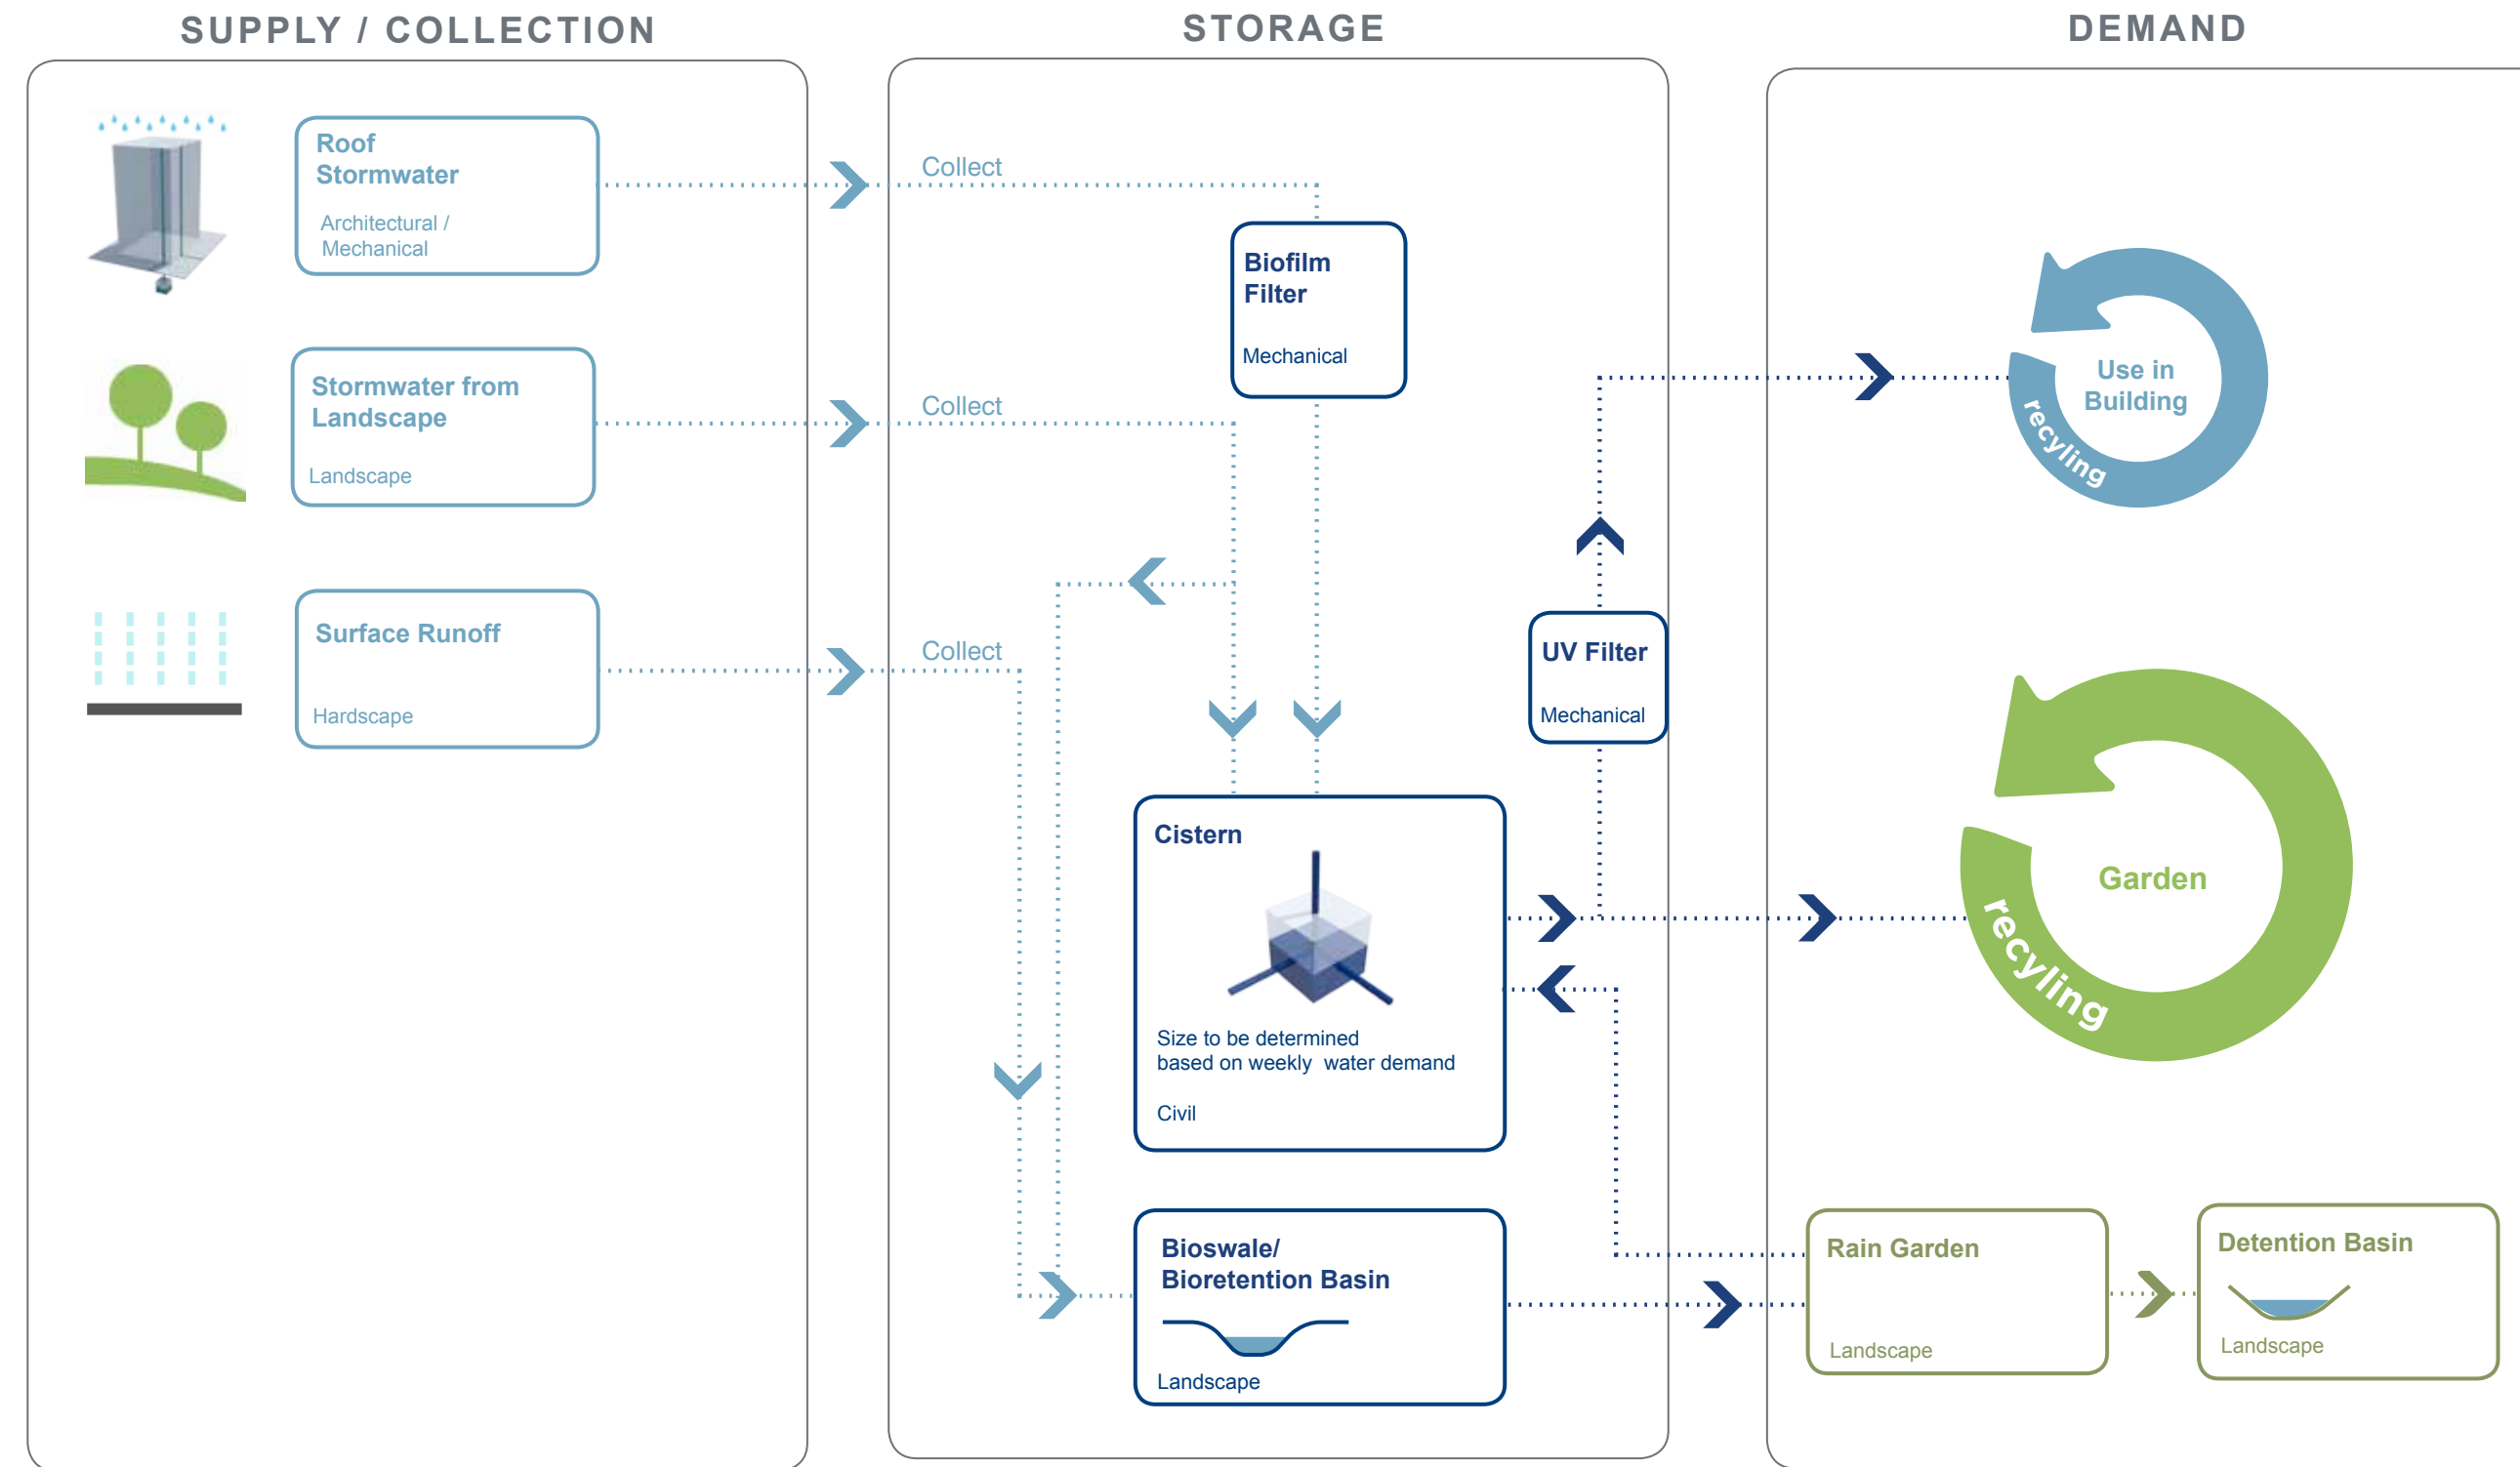 SUPPLY / COLLECTION
STORAGE
DEMAND
Roof
Stormwater
Architectural /
Mechanical
Collect
Biofilm
Filter
Mechanical
Stormwater from
Landscape
Landscape
Collect
Use in
Building
recyling
Surface Runoff
Hardscape
Collect
UV Filter
Mechanical
Cistern
Size to be determined
based on weekly water demand
Civil
Garden
recyling
Bioswale/
Bioretention Basin
Landscape
Rain Garden
Landscape
Detention Basin
Landscape